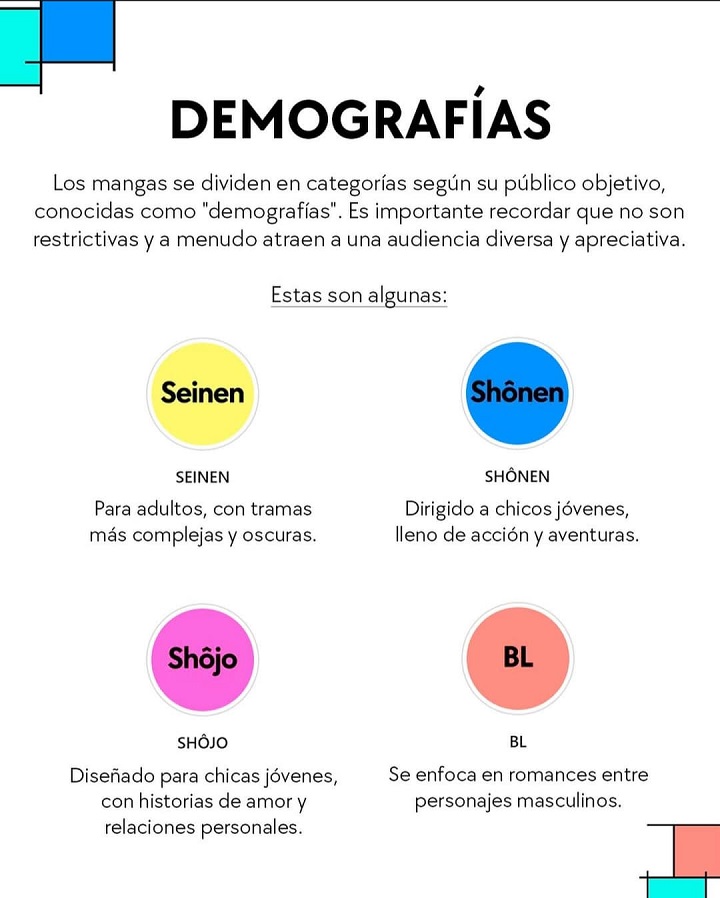 DEMOGRAFÍAS
Los mangas se dividen en categorías según su público objetivo,
conocidas como "demografías". Es importante recordar que no son
restrictivas y a menudo atraen a una audiencia diversa y apreciativa.
Estas son algunas:
Seinen
SEINEN
Para adultos, con tramas
más complejas y oscuras.
Shônen
SHÔNEN
Dirigido a chicos jóvenes,
lleno de acción y aventuras.
Shôjo
SHÔJO
Diseñado para chicas jóvenes,
con historias de amor y
relaciones personales.
BL
BL
Se enfoca en romances entre
personajes masculinos.